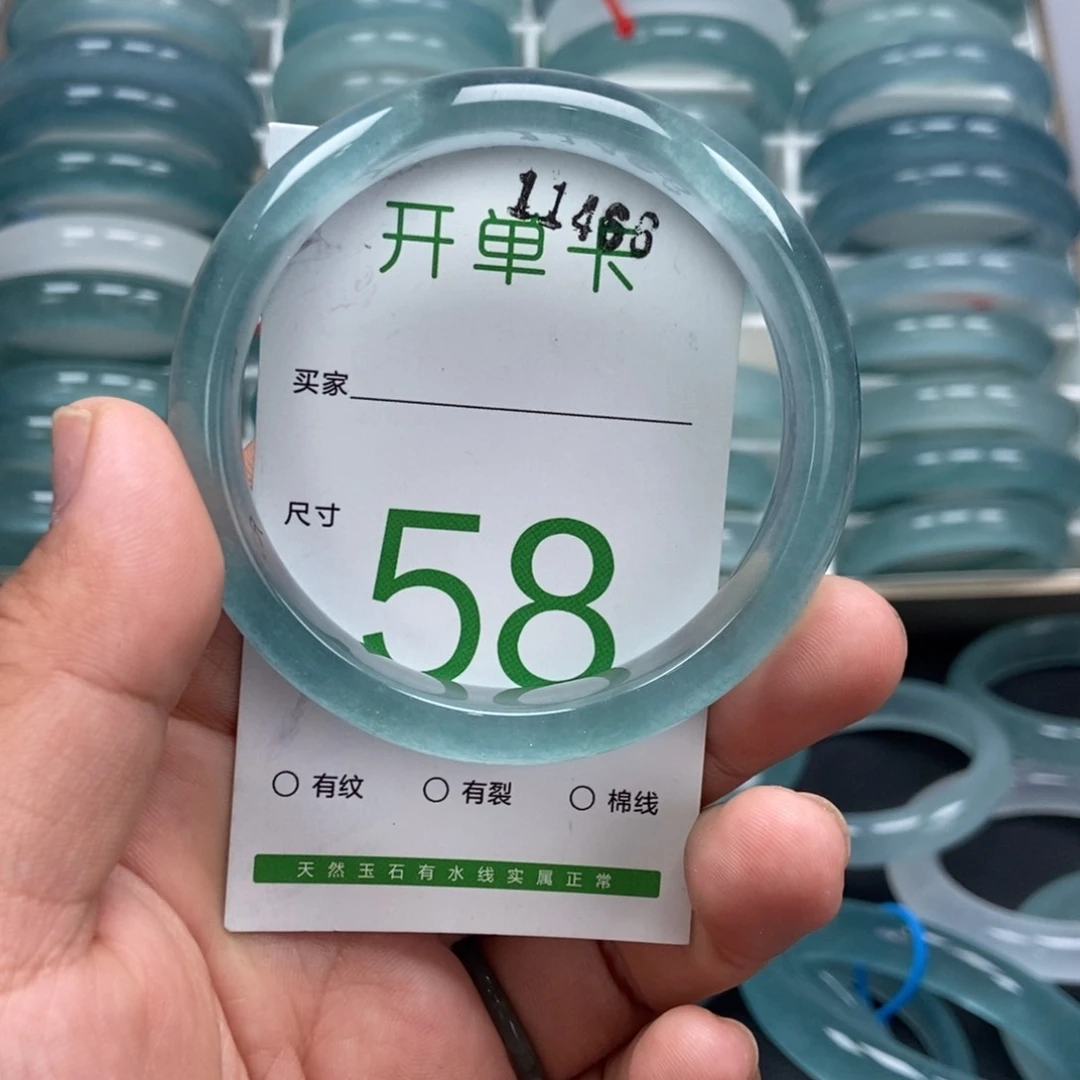 11466
开单卡
买家
尺寸
58
有纹 有裂 棉线
天然玉石有水线实属正常